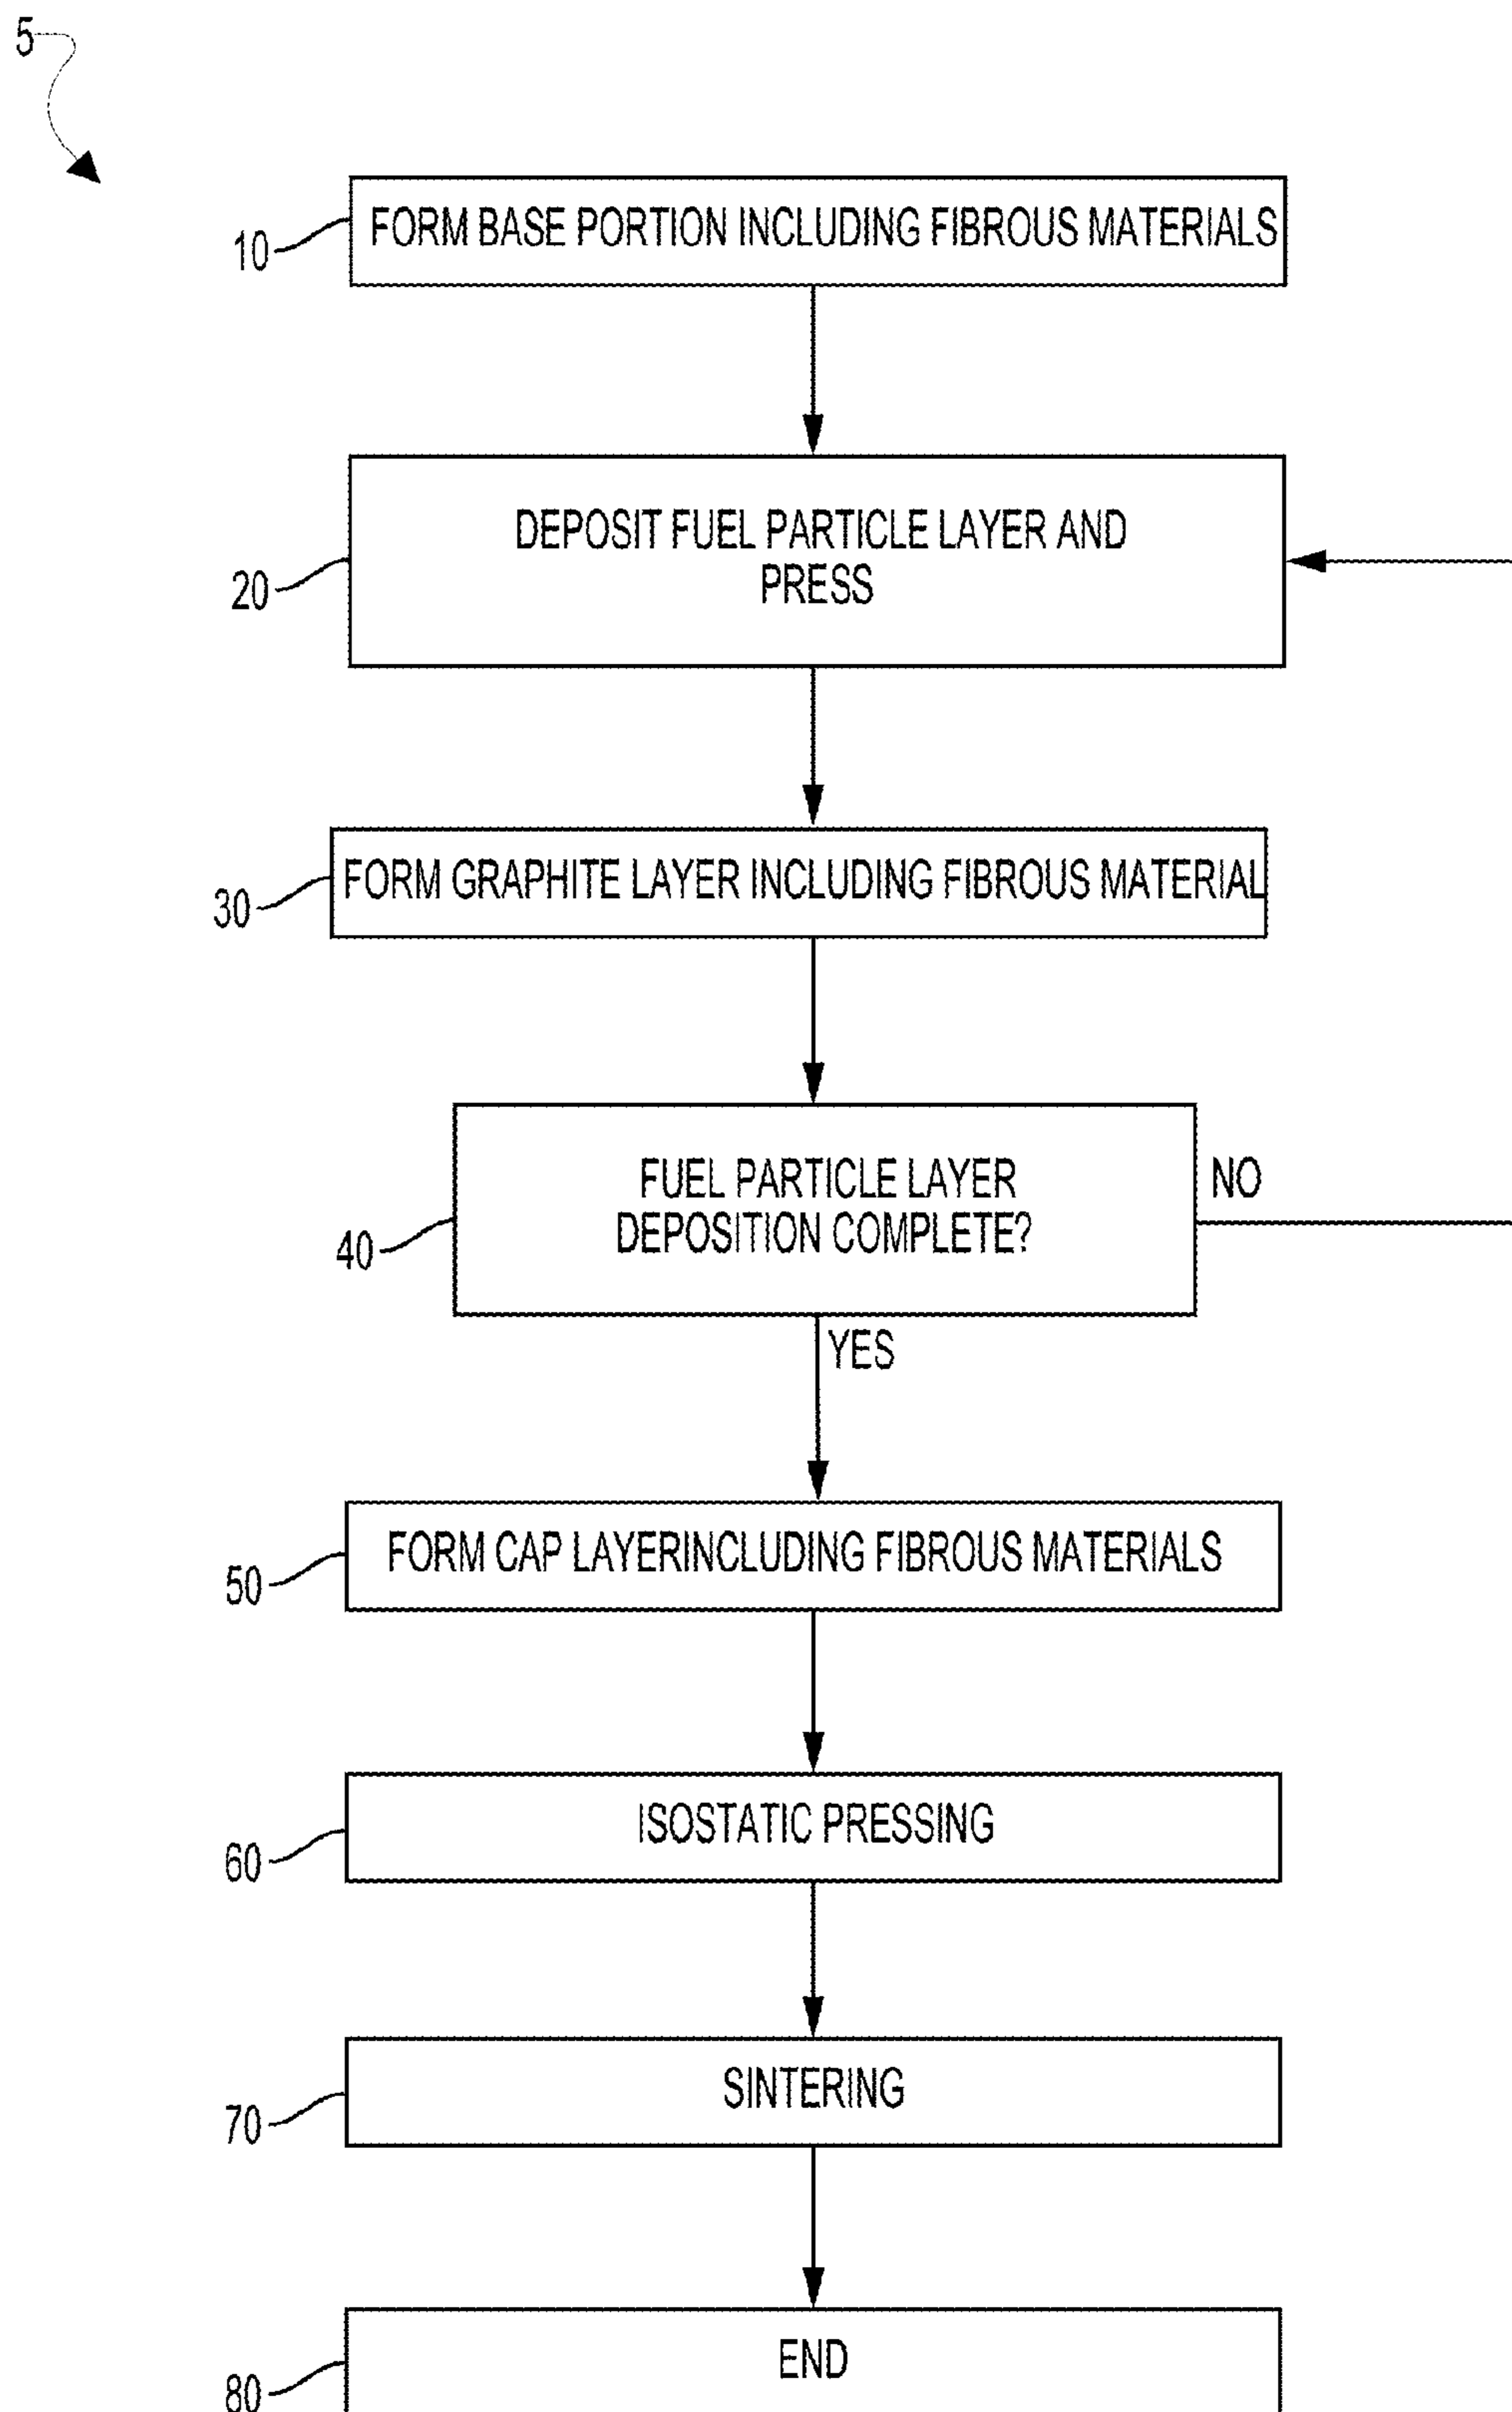 5
10
FORM BASE PORTION INCLUDING FIBROUS MATERIALS
20
DEPOSIT FUEL PARTICLE LAYER AND
PRESS
30
FORM GRAPHITE LAYER INCLUDING FIBROUS MATERIAL
40
FUEL PARTICLE LAYER
DEPOSITION COMPLETE?
NO
YES
50
FORM CAP LAYERINCLUDING FIBROUS MATERIALS
60
ISOSTATIC PRESSING
70
SINTERING
80
END